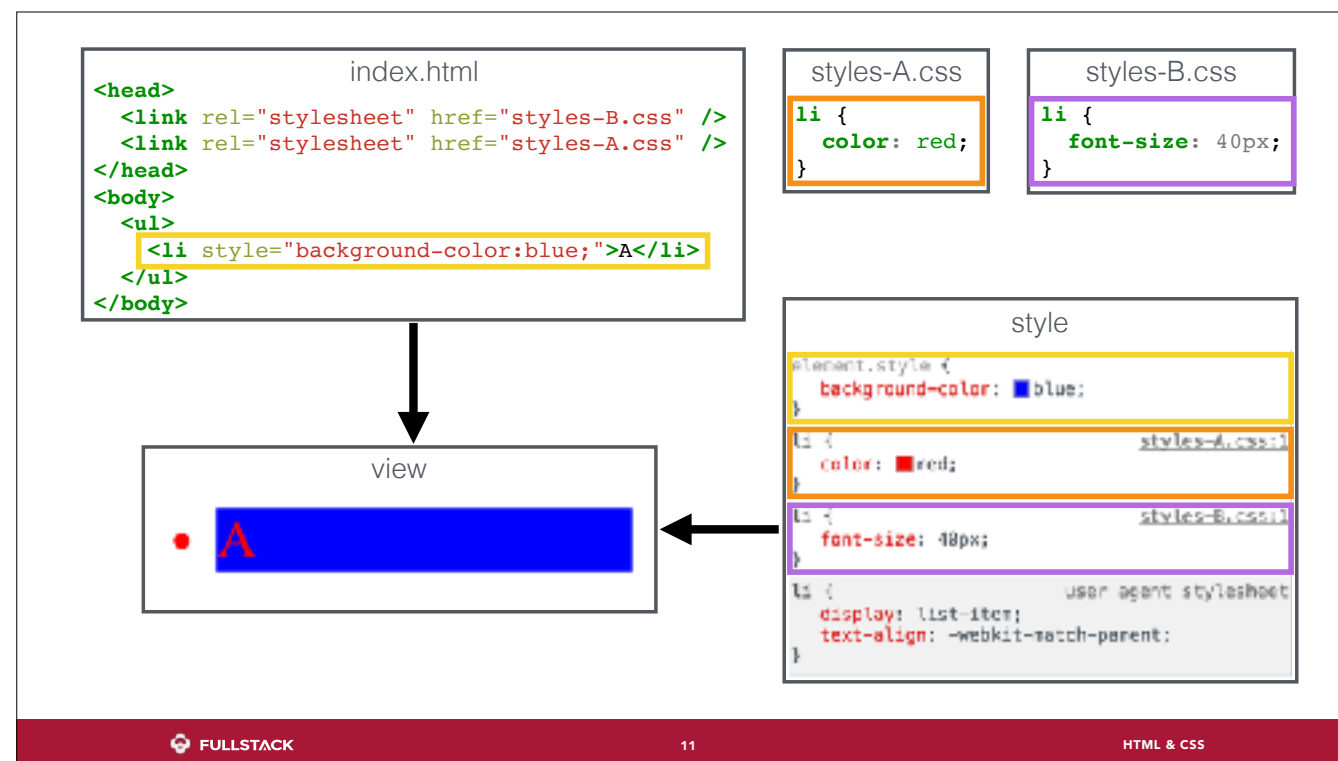 index.html
<head>
<link rel="stylesheet" href="styles-B.css" />
<link rel="stylesheet" href="styles-A.css" />
</head>
<body>
<ul>
<li style="background-color:blue;">A</li>
</ul>
</body>
styles-A.css
li {
color: red;
}
styles-B.css
li {
font-size: 40px;
}
view
A
style
element.style {
background-color: blue;
}
li { styles-A.css:1
color: red;
}
li { styles-B.css:1
font-size: 40px;
}
li { user agent stylesheet
display: list-item;
text-align: -webkit-match-parent;
}
FULLSTACK
11
HTML & CSS